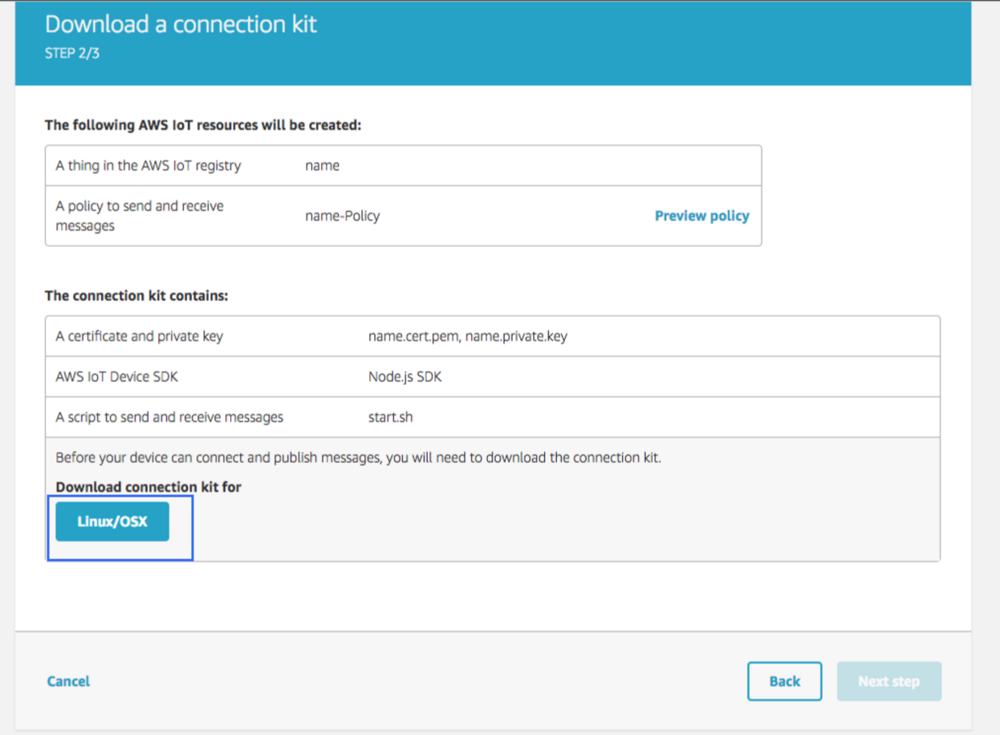 Download a connection kit
STEP 2/3
The following AWS IoT resources will be created:
A thing in the AWS IoT registry name
A policy to send and receive
messages
name-Policy
Preview policy
The connection kit contains:
A certificate and private key name.cert.pem, name.private.key
AWS IoT Device SDK Node.js SDK
A script to send and receive messages start.sh
Before your device can connect and publish messages, you will need to download the connection kit.
Download connection kit for
Linux/OSX
Cancel Back Next step